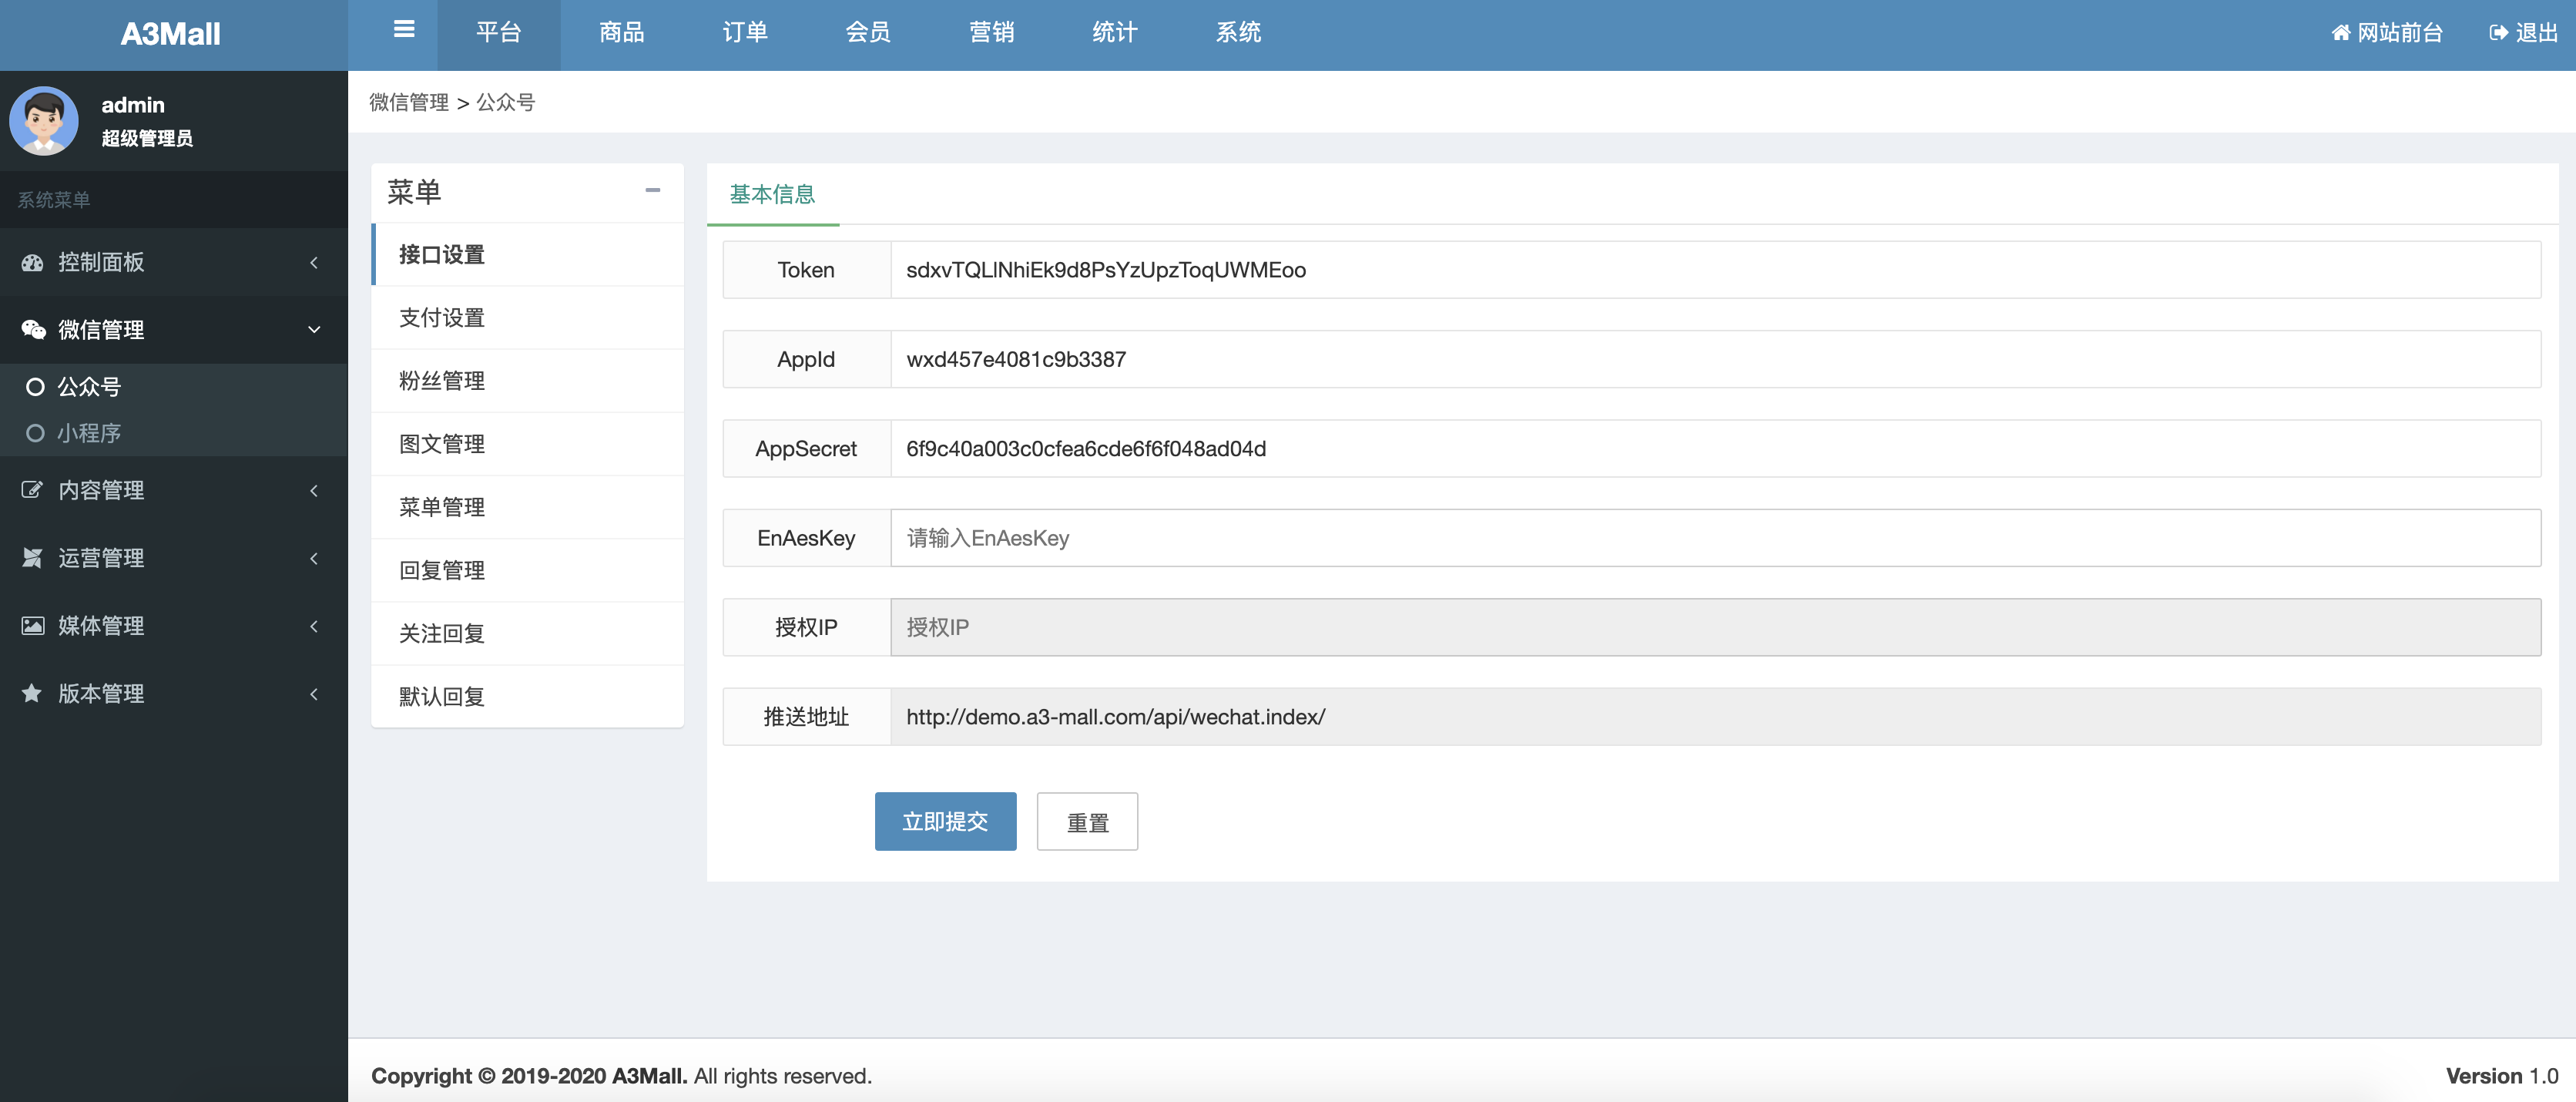 A3Mall
平台 商品 订单 会员 营销 统计 系统 网站前台 退出
admin
超级管理员
系统菜单
控制面板
微信管理
公众号
小程序
内容管理
运营管理
媒体管理
版本管理
微信管理 > 公众号
菜单
接口设置
支付设置
粉丝管理
图文管理
菜单管理
回复管理
关注回复
默认回复
基本信息
Token sdxvTQLlNhiEk9d8PsYzUpzToqUWMEoo
AppId wxd457e4081c9b3387
AppSecret 6f9c40a003c0cfea6cde6f6f048ad04d
EnAesKey 请输入EnAesKey
授权IP 授权IP
推送地址 http://demo.a3-mall.com/api/wechat.index/
立即提交 重置
Copyright © 2019-2020 A3Mall. All rights reserved.
Version 1.0